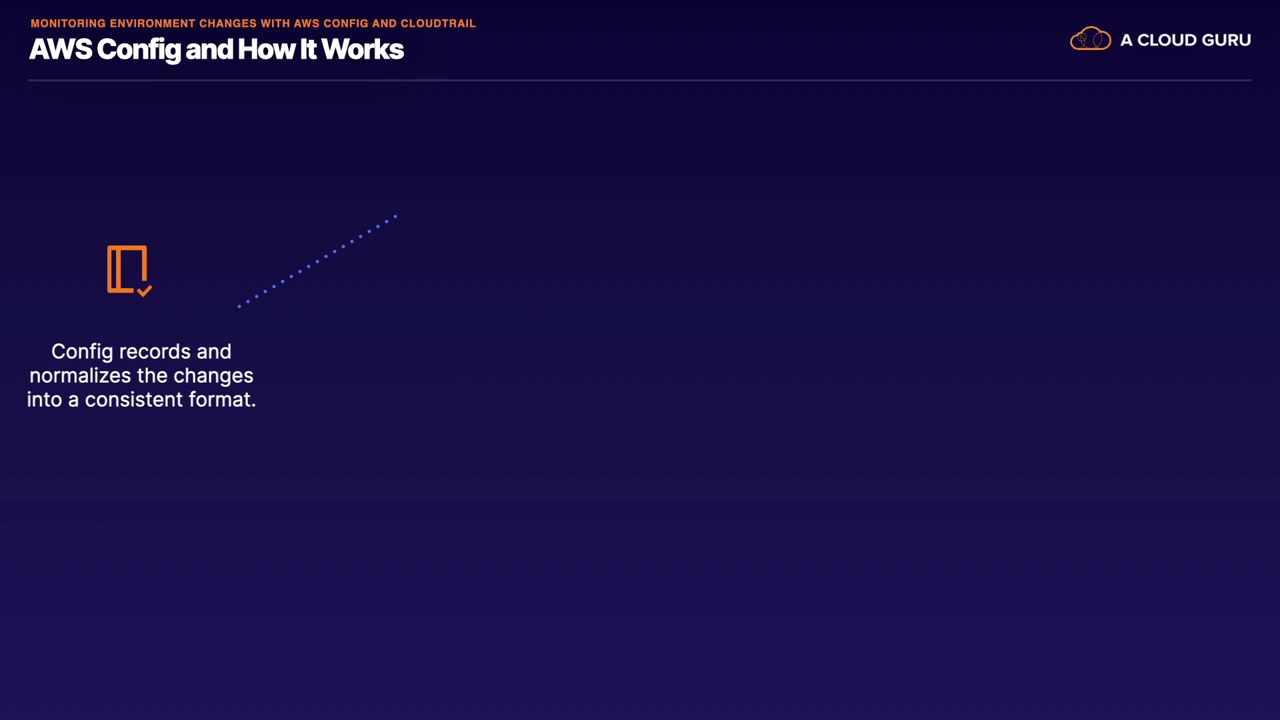 MONITORING ENVIRONMENT CHANGES WITH AWS CONFIG AND CLOUDTRAIL
AWS Config and How It Works
A CLOUD GURU
Config records and
normalizes the changes
into a consistent format.